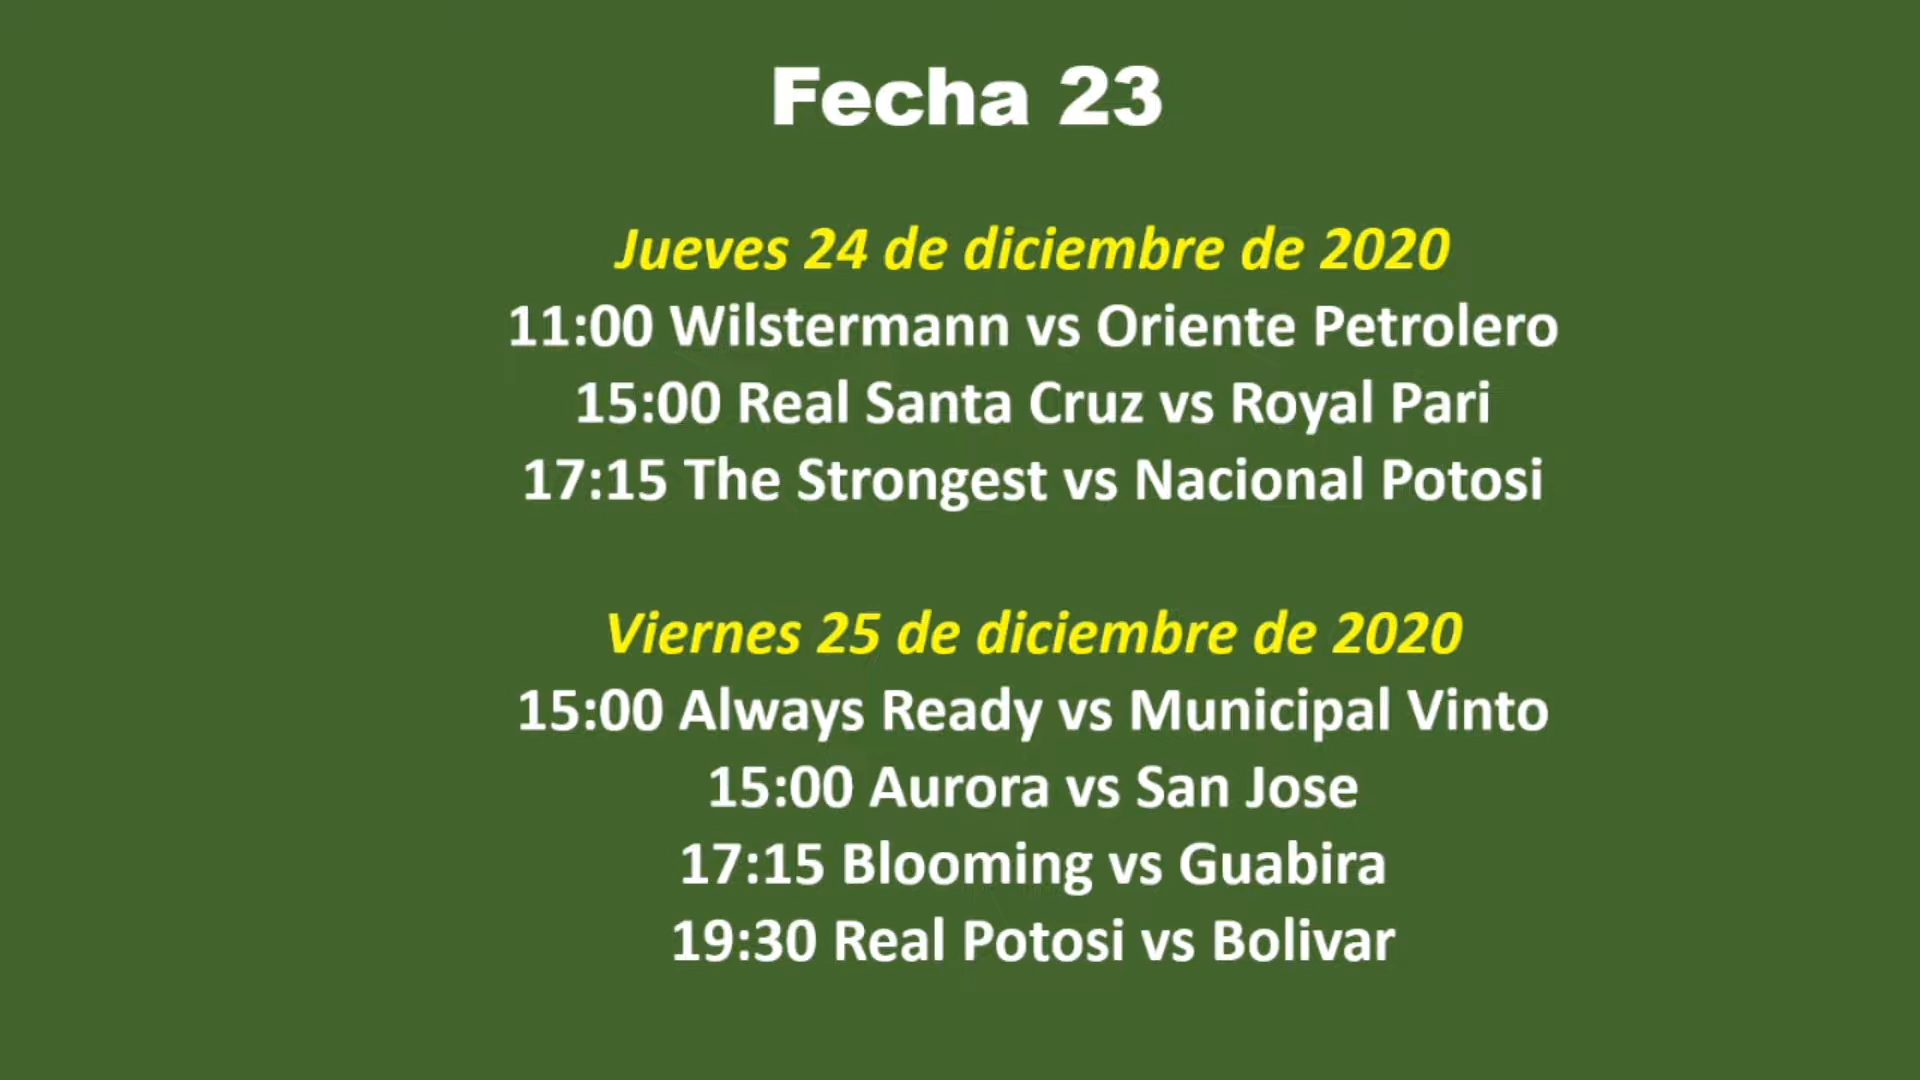 Fecha 23
Jueves 24 de diciembre de 2020
11:00 Wilstermann vs Oriente Petrolero
15:00 Real Santa Cruz vs Royal Pari
17:15 The Strongest vs Nacional Potosi
Viernes 25 de diciembre de 2020
15:00 Always Ready vs Municipal Vinto
15:00 Aurora vs San Jose
17:15 Blooming vs Guabira
19:30 Real Potosi vs Bolivar